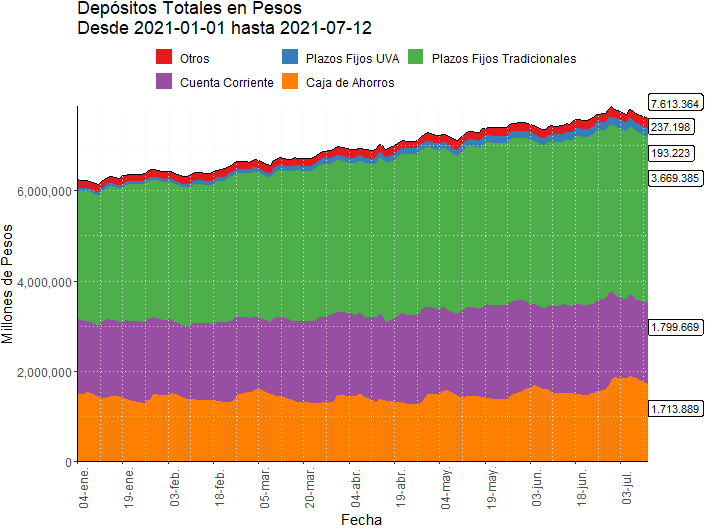 Depósitos Totales en Pesos
Desde 2021-01-01 hasta 2021-07-12
Otros
Plazos Fijos UVA
Plazos Fijos Tradicionales
Cuenta Corriente
Caja de Ahorros
Millones de Pesos
6,000,000
4,000,000
2,000,000
0
7.613.364
237.198
193.223
3.669.385
1.799.669
1.713.889
04-ene.
19-ene.
03-feb.
18-feb.
05-mar.
20-mar.
04-abr.
19-abr.
04-may.
19-may.
03-jun.
18-jun.
03-jul.
Fecha